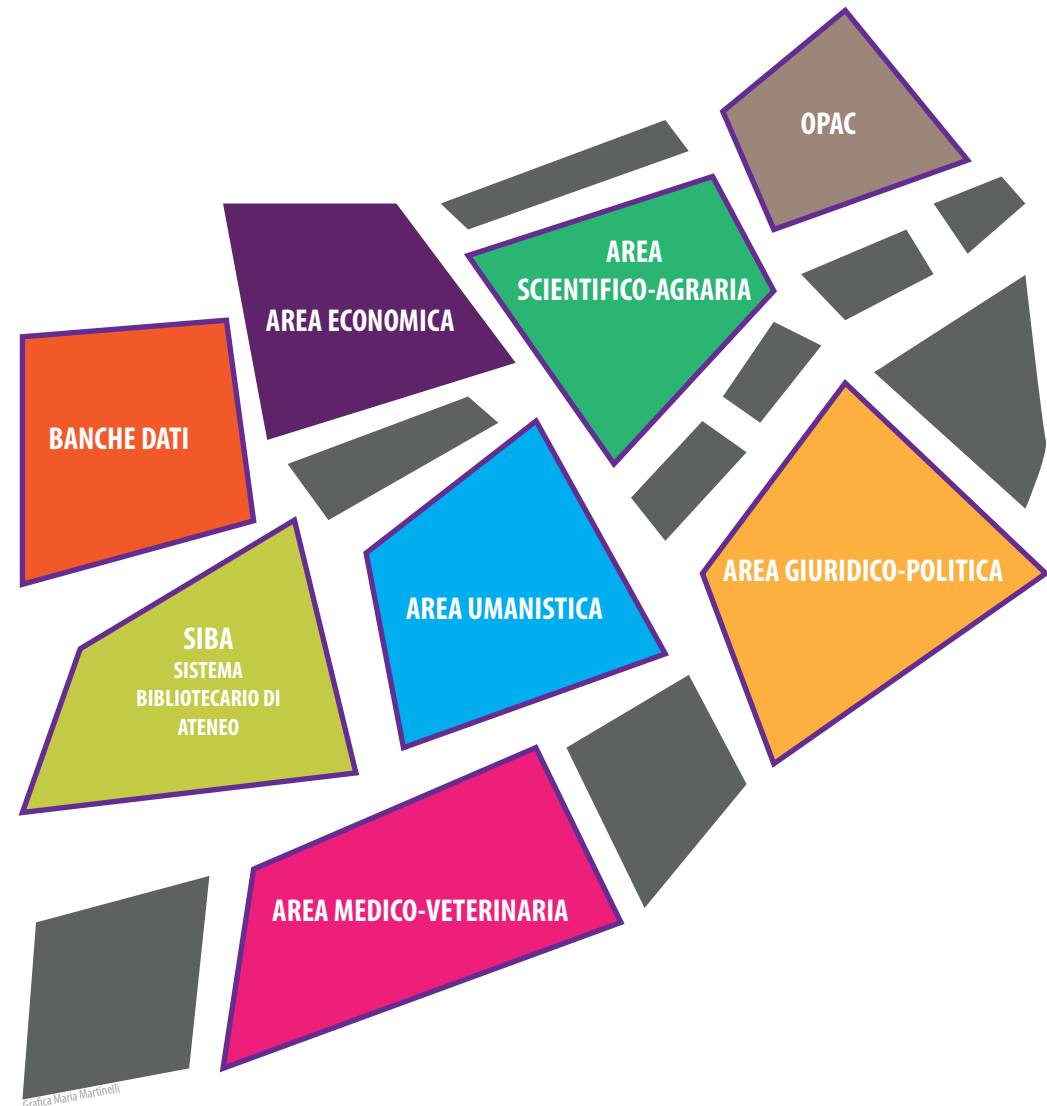 OPAC
AREA
SCIENTIFICO-AGRARIA
AREA ECONOMICA
BANCHE DATI
AREA GIURIDICO-POLITICA
AREA UMANISTICA
SIBA
SISTEMA
BIBLIOTECARIO DI
ATENEO
AREA MEDICO-VETERINARIA
Grafica Maria Martinelli